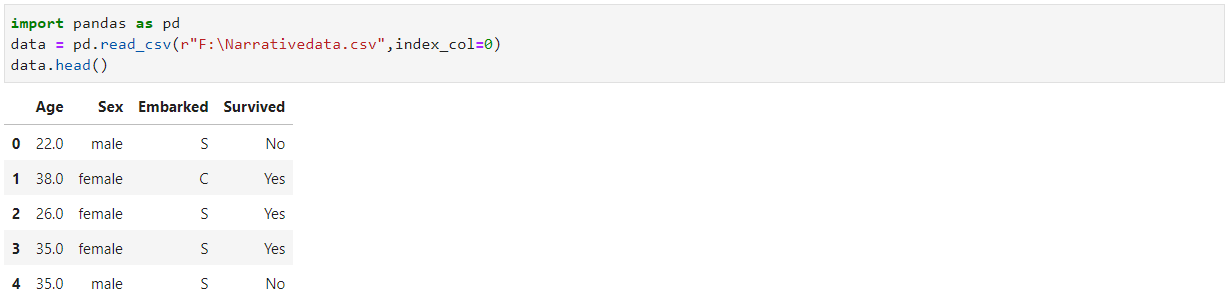 import pandas as pd
data = pd.read_csv(r"F:\Narrativedata.csv",index_col=0)
data.head()
Age Sex Embarked Survived
0 22.0 male S No
1 38.0 female C Yes
2 26.0 female S Yes
3 35.0 female S Yes
4 35.0 male S No